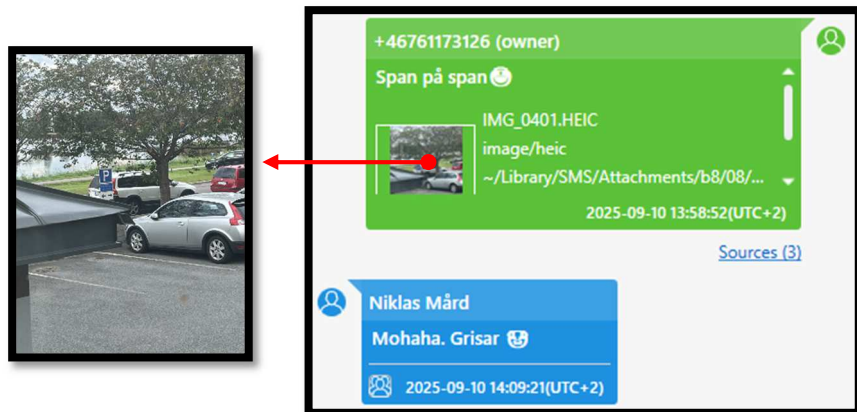 +46761173126 (owner)
Span på span🤡
IMG_0401.HEIC
image/heic
~/Library/SMS/Attachments/b8/08/...
2025-09-10 13:58:52(UTC+2)
Sources (3)
Niklas Mård
Mohaha. Grisar 🐷
2025-09-10 14:09:21(UTC+2)
P